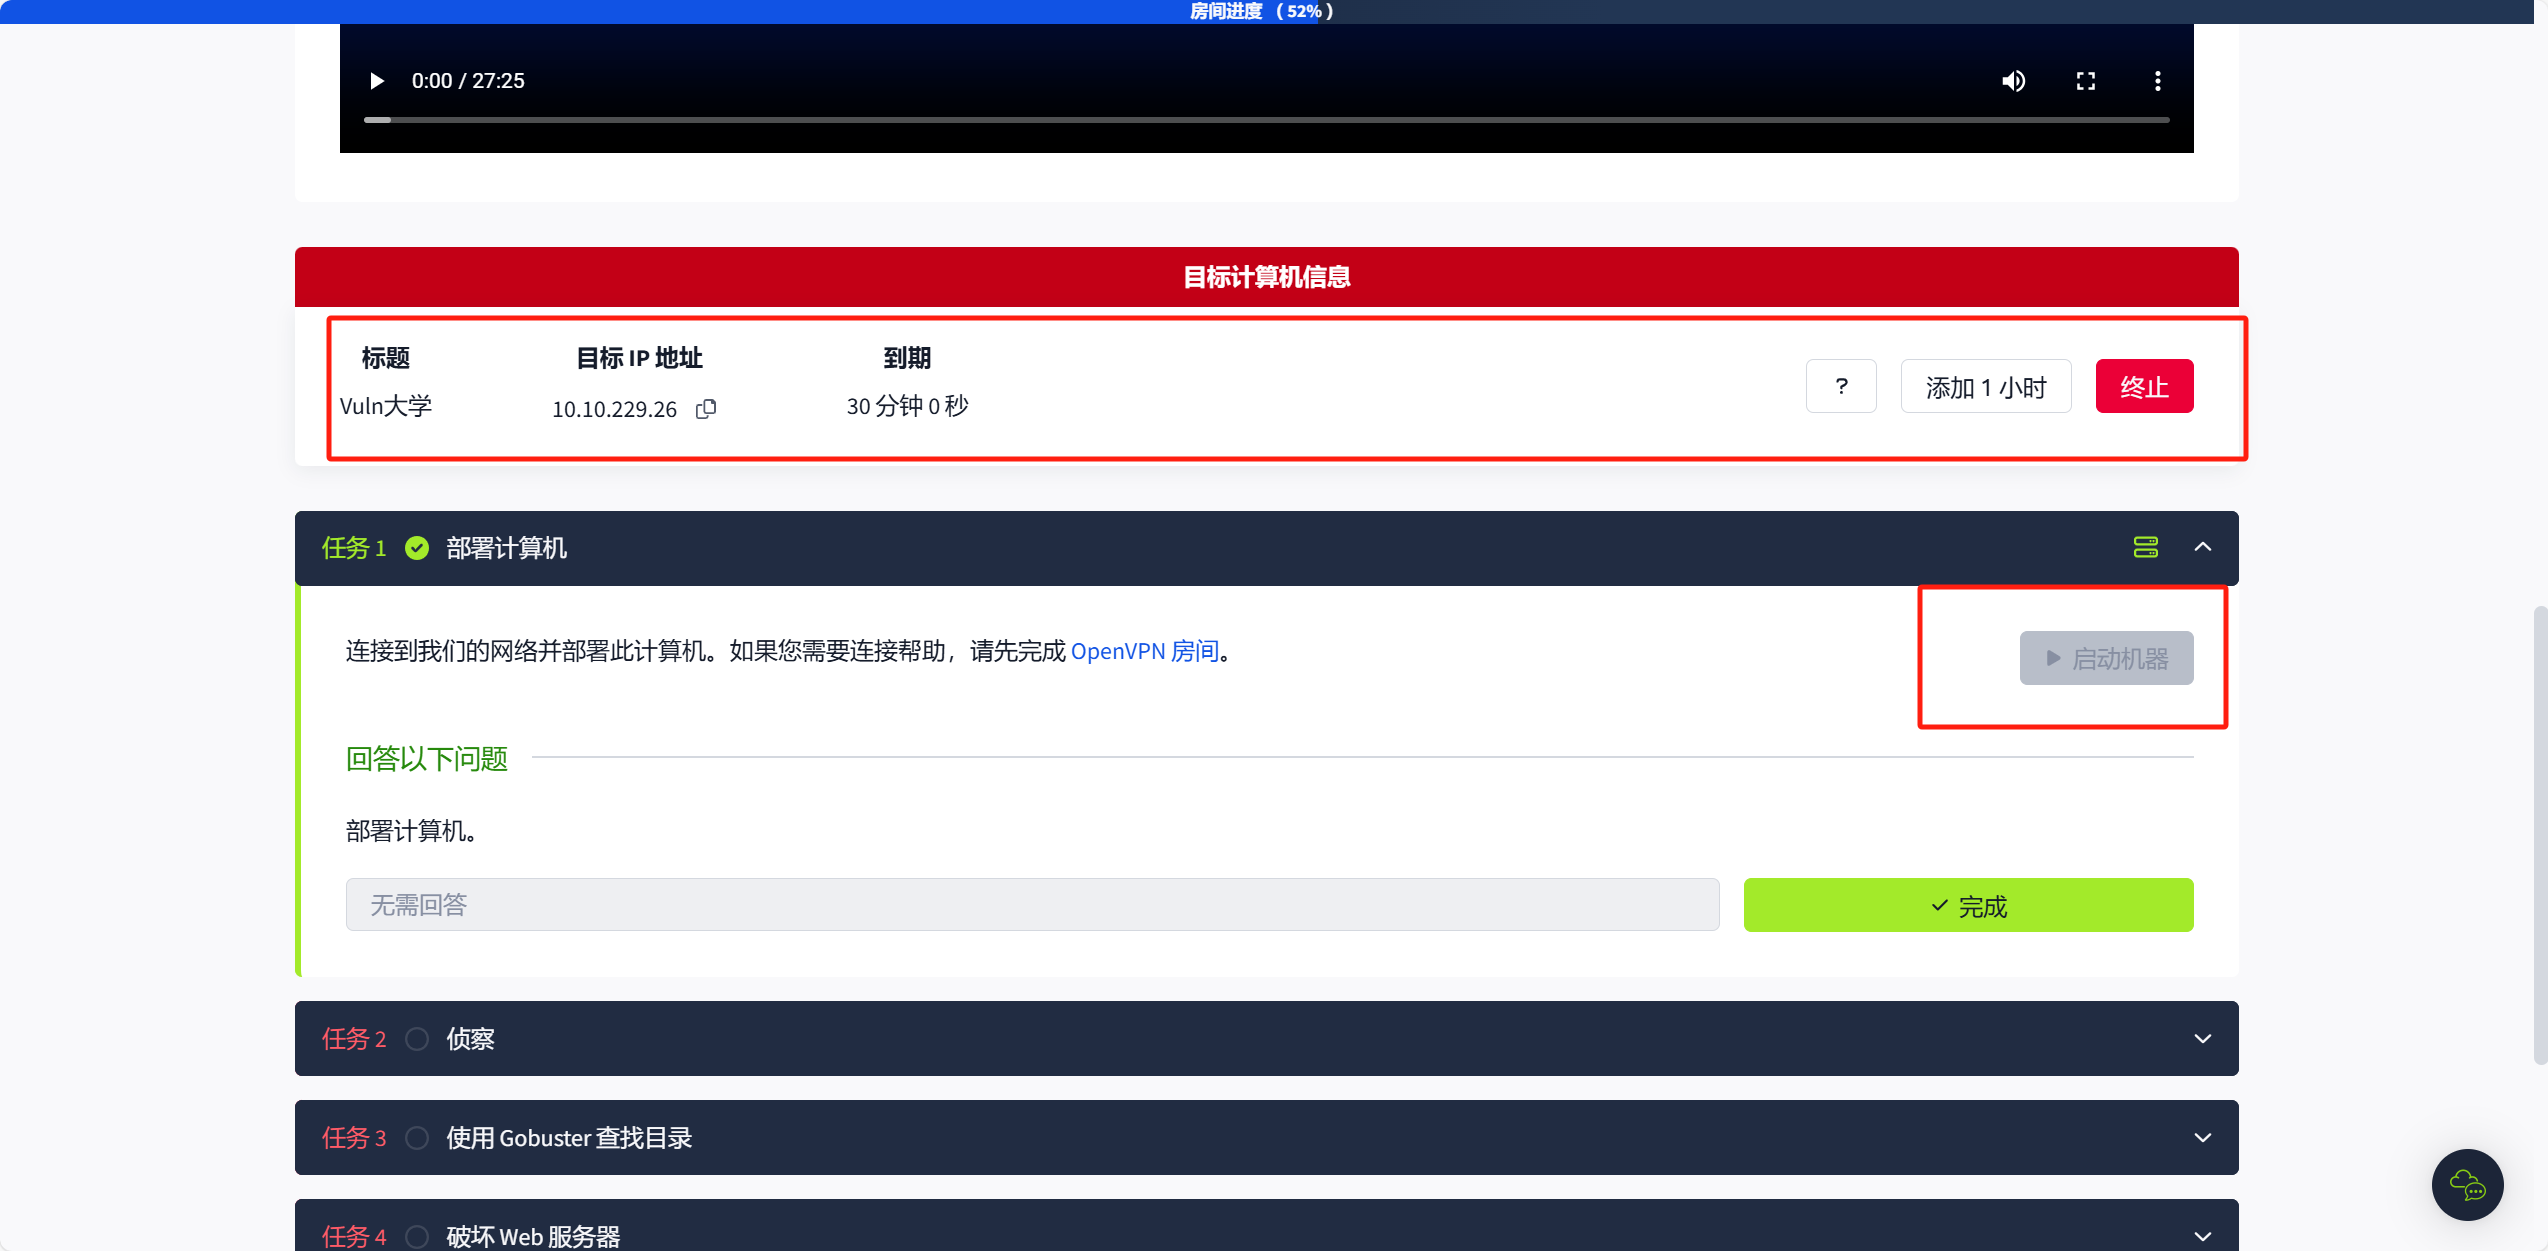 房间进度 ( 52% )
0:00 / 27:25
目标计算机信息
标题 目标 IP 地址 到期
Vuln大学 10.10.229.26 30 分钟 0 秒 ? 添加 1 小时 终止
任务 1 部署计算机
连接到我们的网络并部署此计算机。如果您需要连接帮助，请先完成 OpenVPN 房间。 启动机器
回答以下问题
部署计算机。
无需回答 完成
任务 2 侦察
任务 3 使用 Gobuster 查找目录
任务 4 破坏 Web 服务器